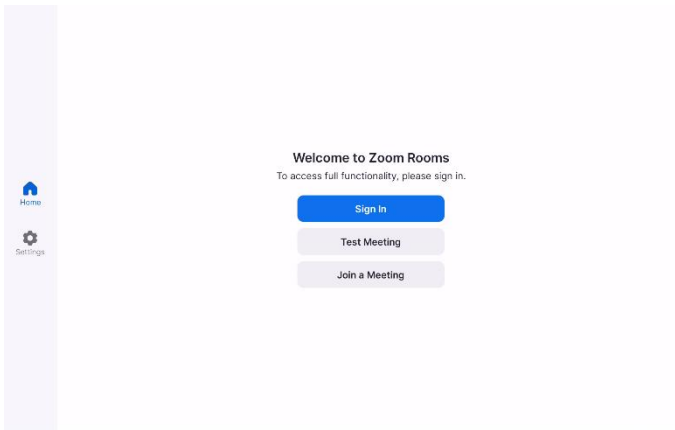 Home
Settings
Welcome to Zoom Rooms
To access full functionality, please sign in.
Sign In
Test Meeting
Join a Meeting